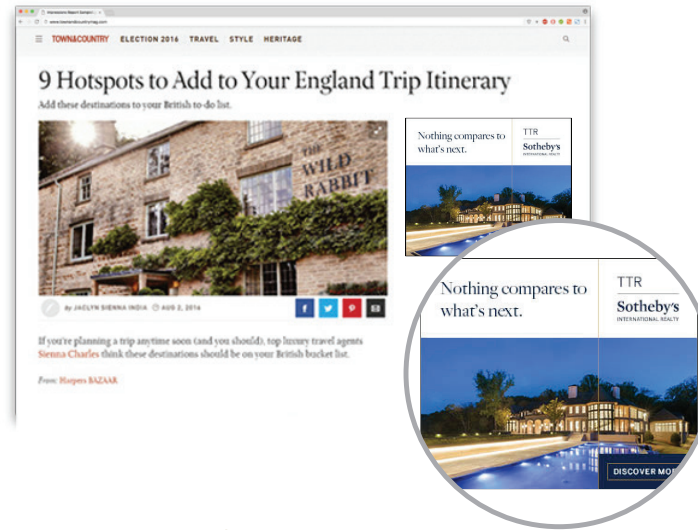 www.townandcountrymag.com
TOWN&COUNTRY ELECTION 2016 TRAVEL STYLE HERITAGE
9 Hotspots to Add to Your England Trip Itinerary
Add these destinations to your British to-do list.
THE
WILD
RABBIT
by JACLYN SIENNA INDIA AUG 2, 2016
If you're planning a trip anytime soon (and you should), top luxury travel agents
Sienna Charles think these destinations should be on your British bucket list.
From: Harpers BAZAAR
Nothing compares to
what's next.
TTR
Sotheby's
INTERNATIONAL REALTY
Nothing compares to
what's next.
TTR
Sotheby's
INTERNATIONAL REALTY
DISCOVER MOR